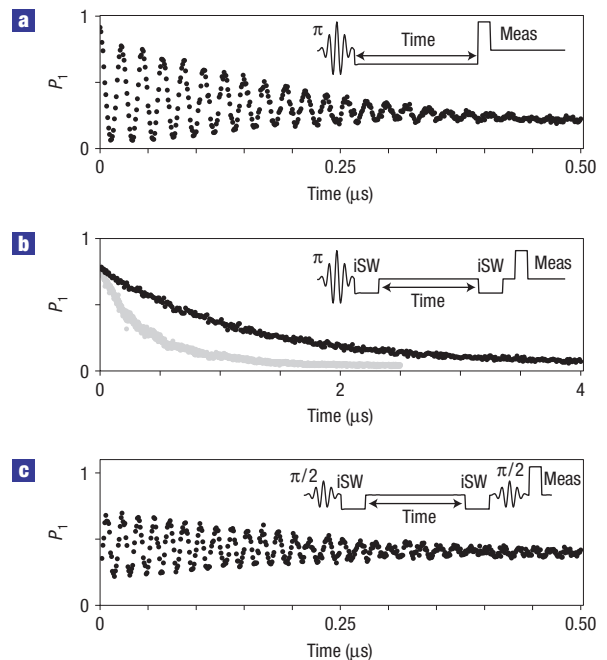 a
1
P1
0
0
0.25
0.50
Time (μs)
π
Time
Meas
b
1
P1
0
0
2
4
Time (μs)
π
iSW
iSW
Meas
Time
c
1
P1
0
0
0.25
0.50
Time (μs)
π/2
iSW
iSW
π/2
Meas
Time